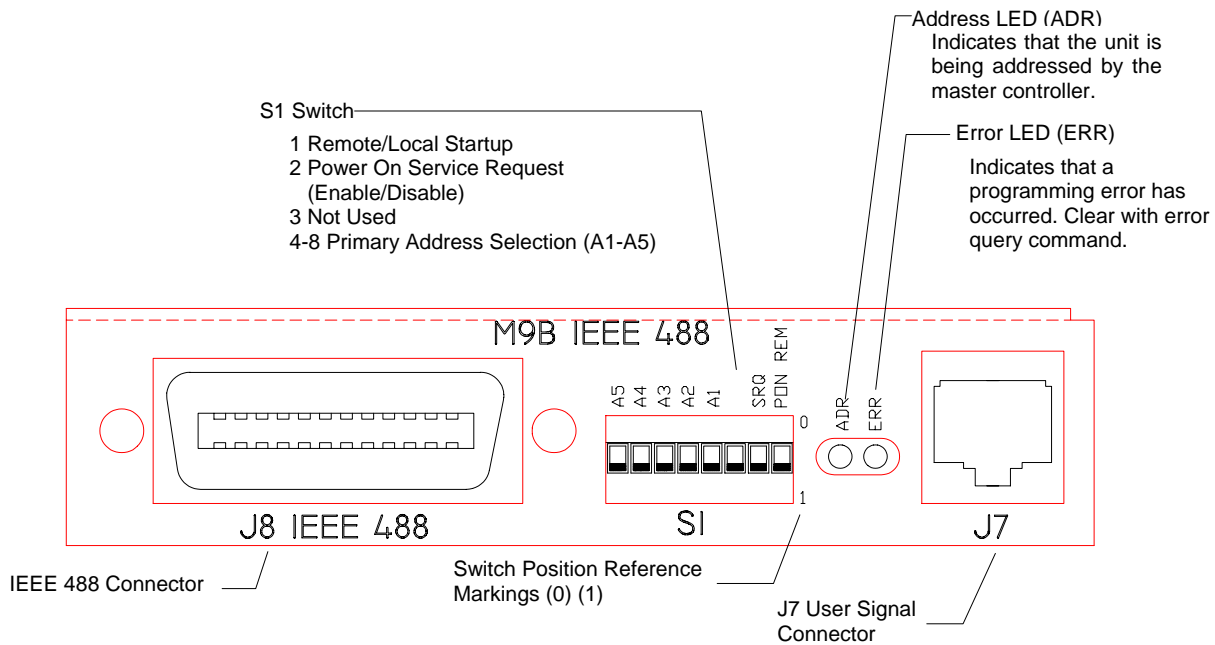 Address LED (ADR)
Indicates that the unit is
being addressed by the
master controller.
S1 Switch
1 Remote/Local Startup
2 Power On Service Request
(Enable/Disable)
3 Not Used
4-8 Primary Address Selection (A1-A5)
Error LED (ERR)
Indicates that a
programming error has
occurred. Clear with error
query command.
M9B IEEE 488
A5
A4
A3
A2
A1
SRQ
PON REM
0
1
ADR
ERR
J8 IEEE 488
SI
J7
IEEE 488 Connector
Switch Position Reference
Markings (0) (1)
J7 User Signal
Connector